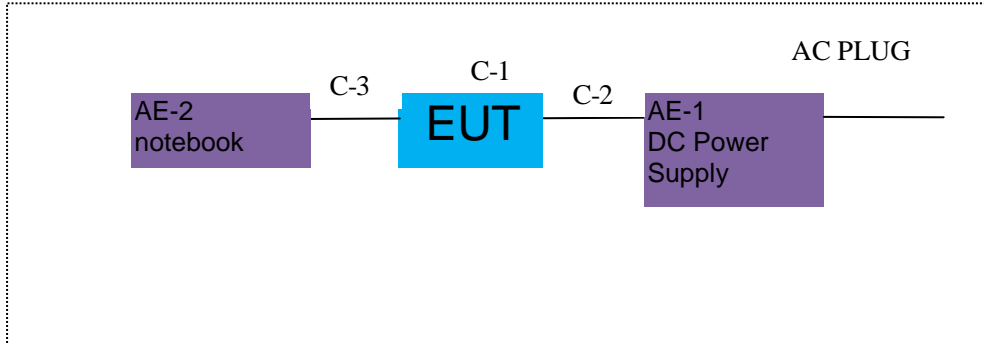 AC PLUG
C-1
C-3
C-2
AE-2
notebook
EUT
AE-1
DC Power
Supply